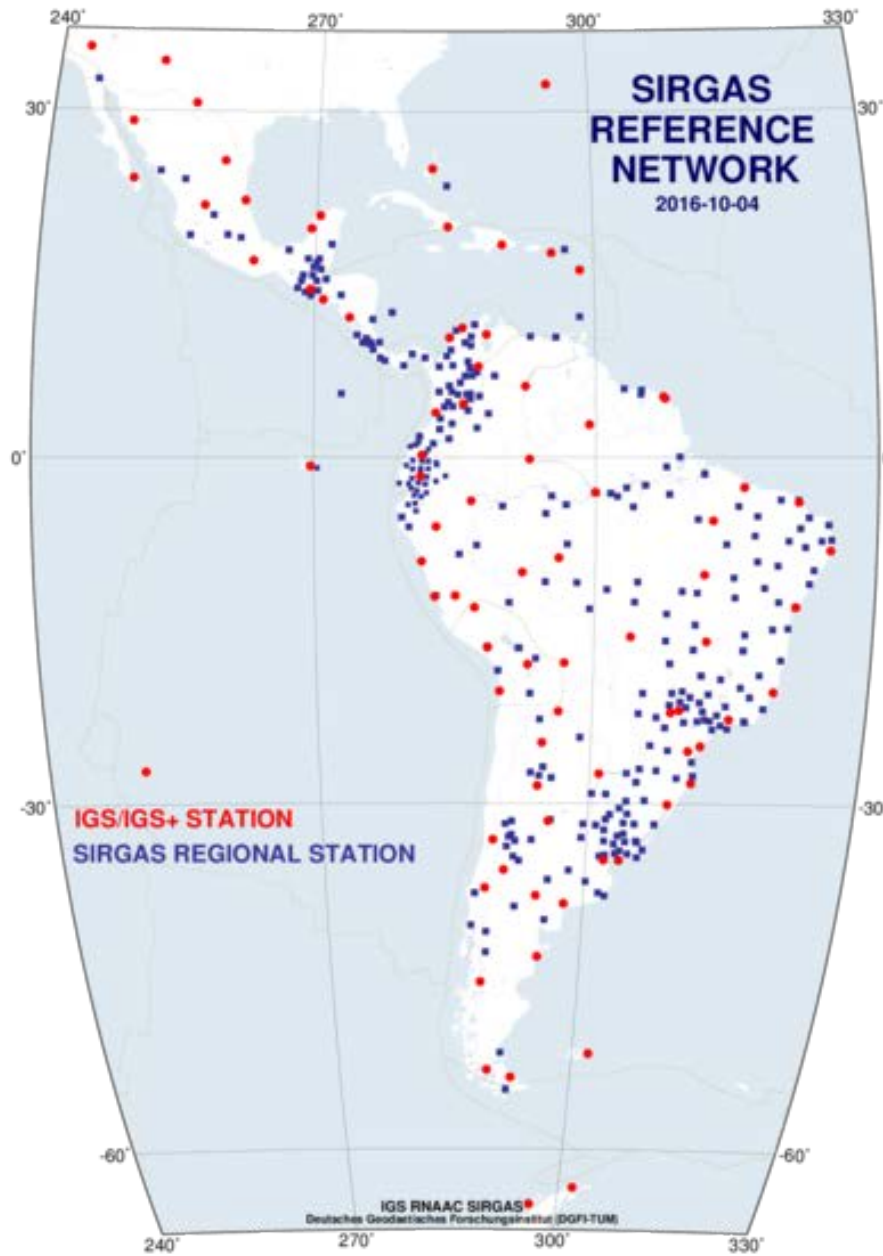 240°
270°
300°
330°
SIRGAS
REFERENCE
NETWORK
2016-10-04
30°
30°
0°
0
-30°
-30
IGS/IGS+ STATION
SIRGAS REGIONAL STATION
-60°
-60°
IGS RNAAC SIRGAS
Deutsches Geodaetisches Forschungsinstitut (DGFI-TUM)
240°
270°
300°
330°